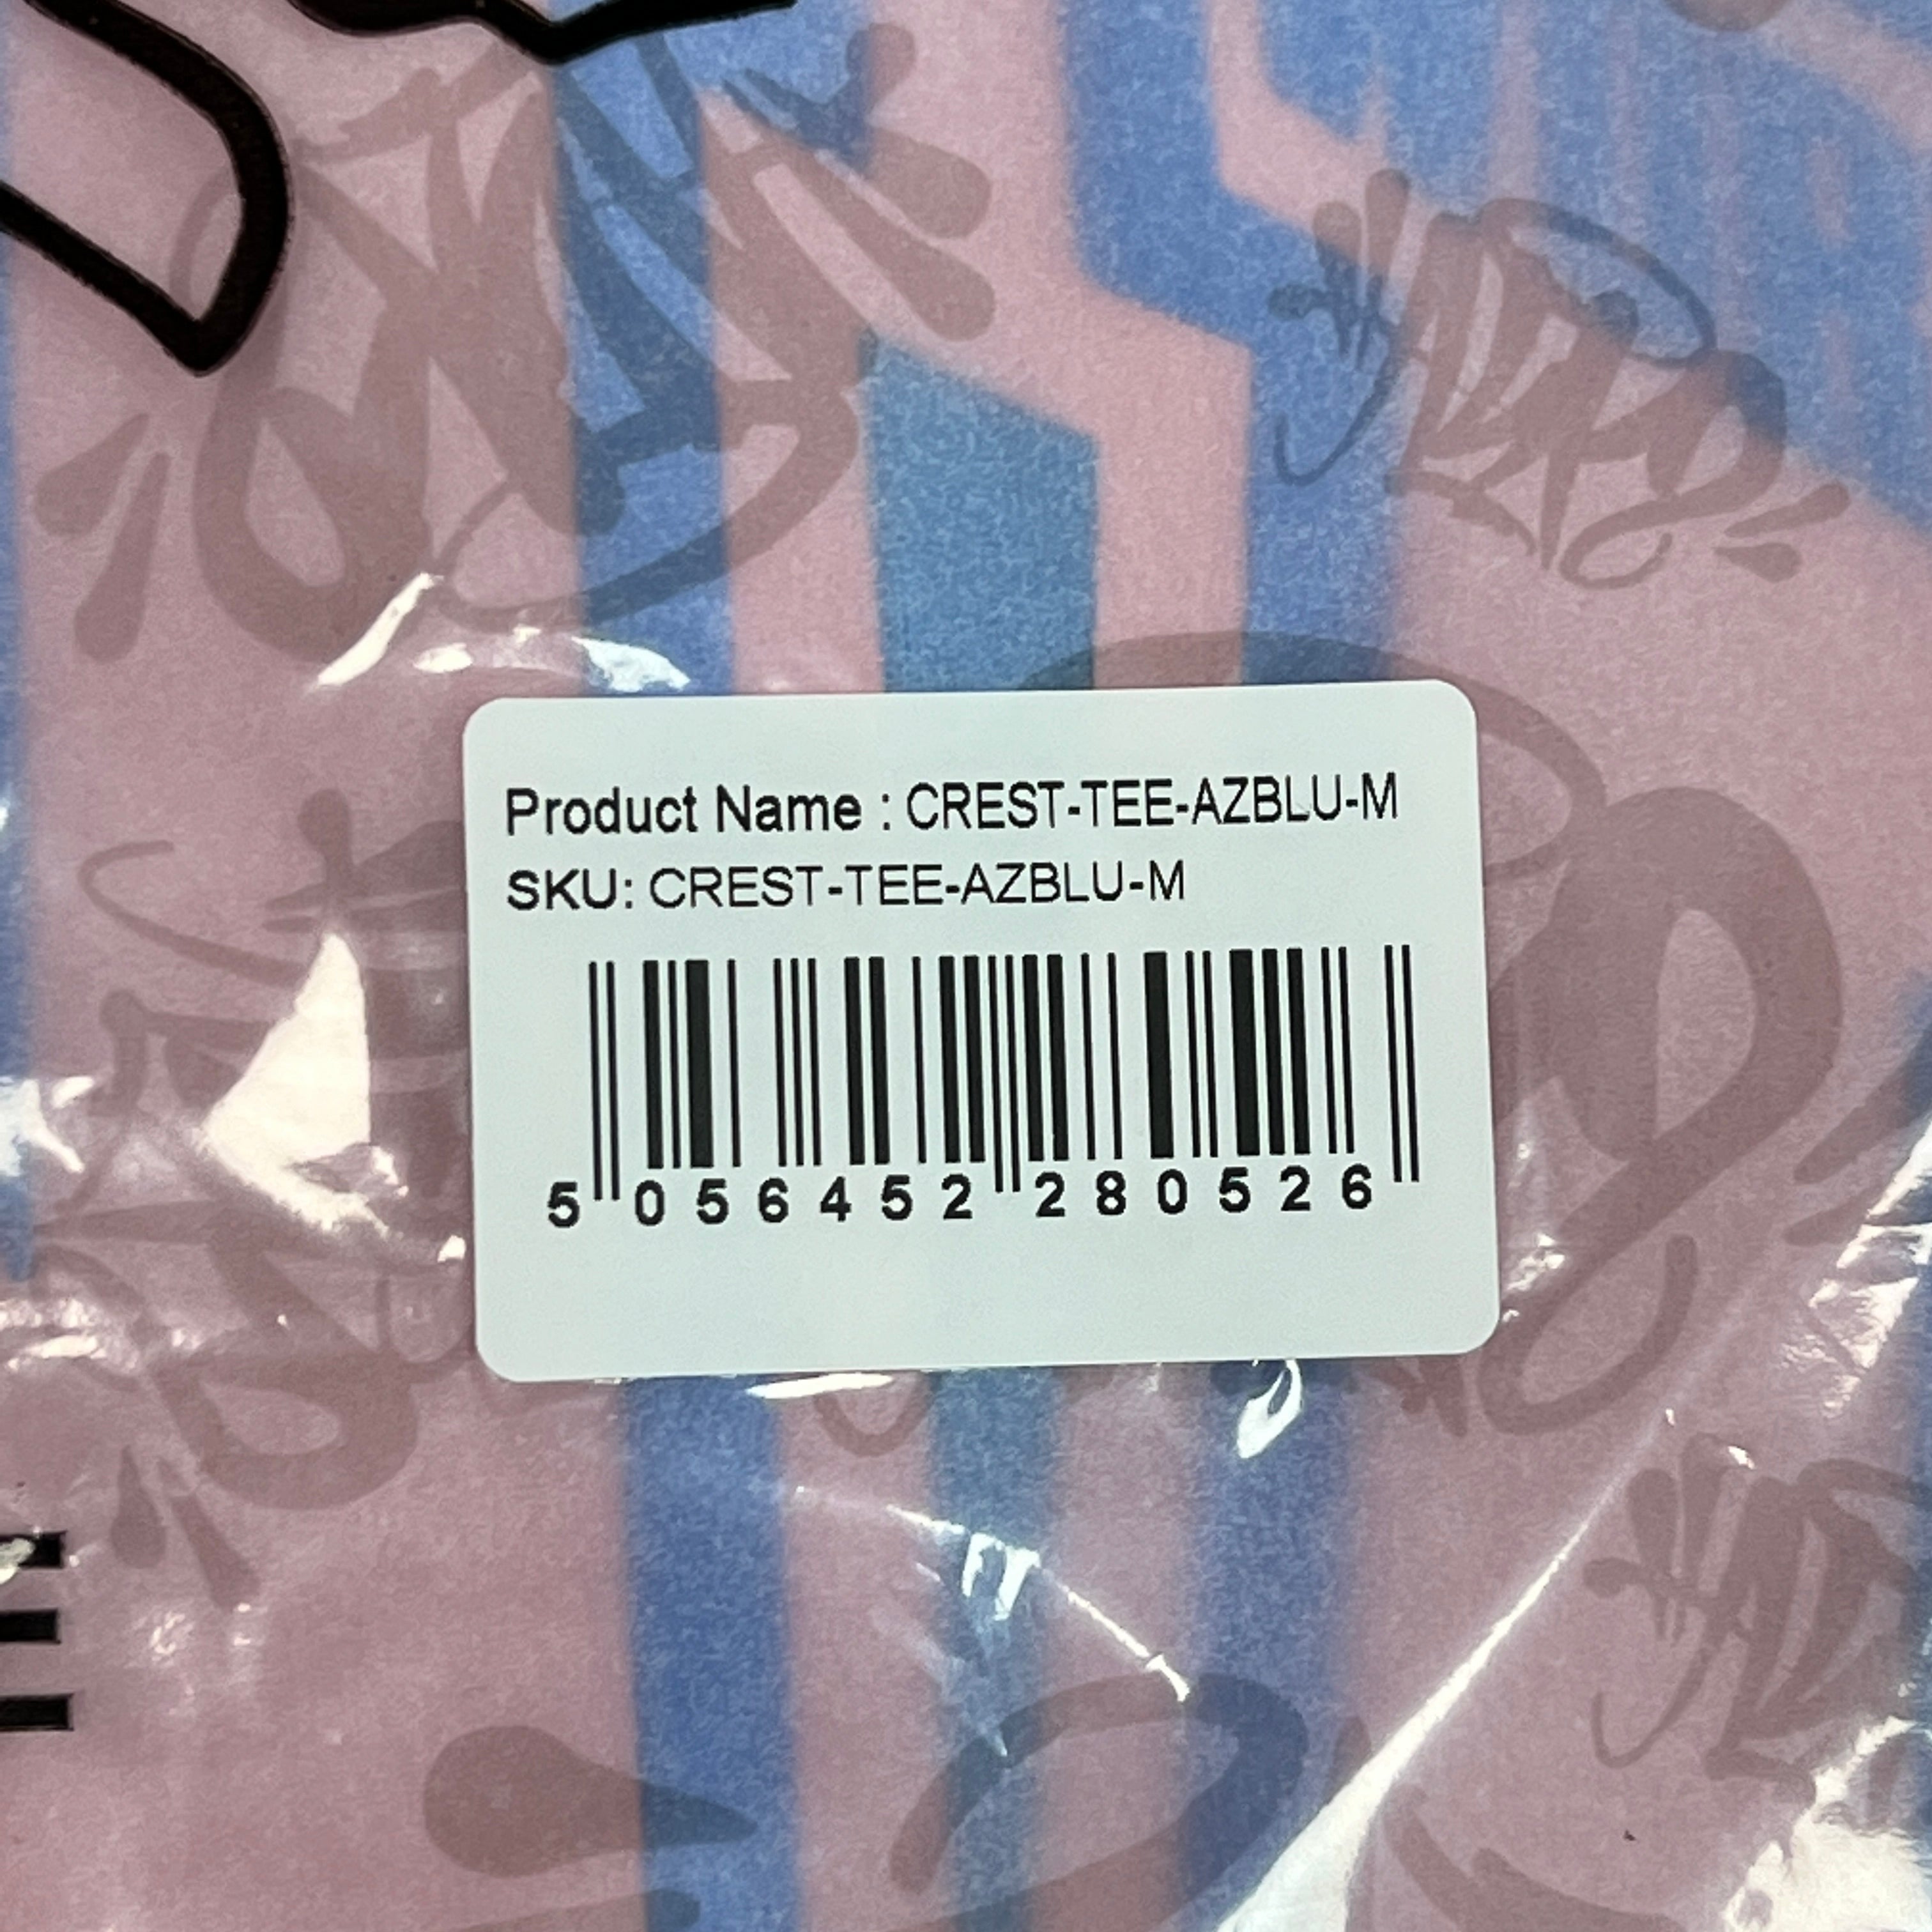 Product Name : CREST-TEE-AZBLU-M
SKU: CREST-TEE-AZBLU-M
5 056452 280526